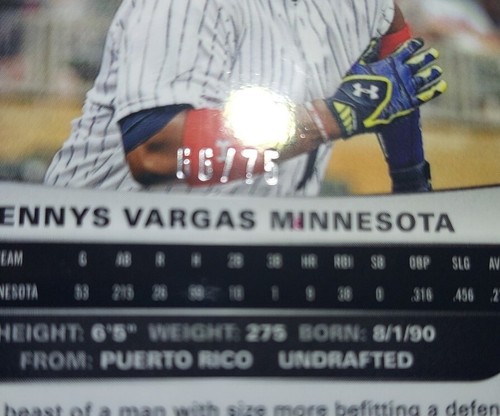 66/75
ENNYS VARGAS MINNESOTA
EAM G AB R H 2B 3B HR RBI SB OBP SLG AV
NESOTA 53 215 26 10 1 9 38 0 .316 .456 .2
HEIGHT: 6'5" WEIGHT: 275 BORN: 8/1/90
FROM: PUERTO RICO UNDRAFTED
beast of a man with size more befitting a defen